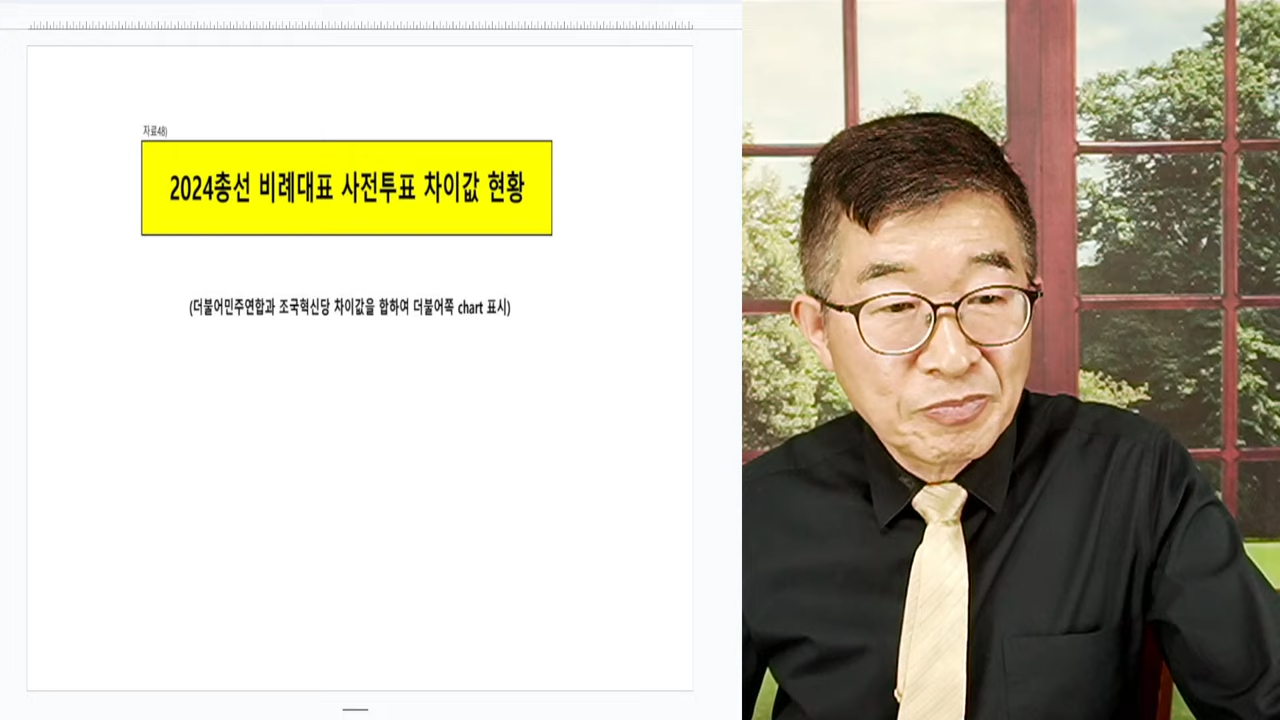 자료48)
2024총선 비례대표 사전투표 차이값 현황
(더불어민주연합과 조국혁신당 차이값을 합하여 더불어쪽 chart 표시)